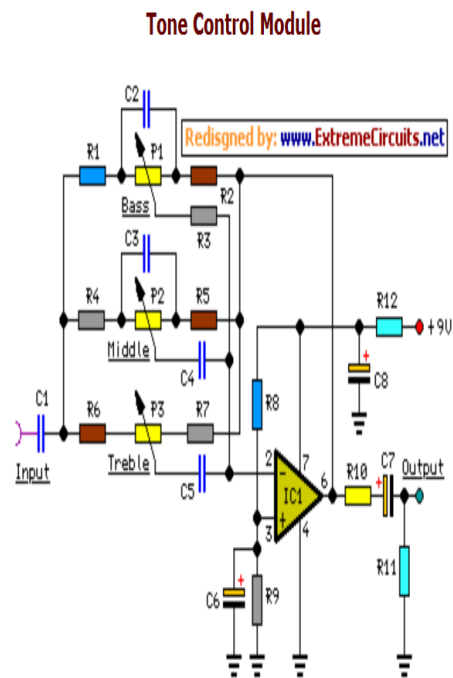 Tone Control Module
C2
Redisgned by: www.ExtremeCircuits.net
R1
P1
R2
Bass
R3
C3
R4
P2
R5
R12
+9V
Middle
C4
C8
C1
R6
P3
R7
R8
Input
Treble
C5
2
7
6
IC1
3
4
R10
C7
Output
C6
R9
R11